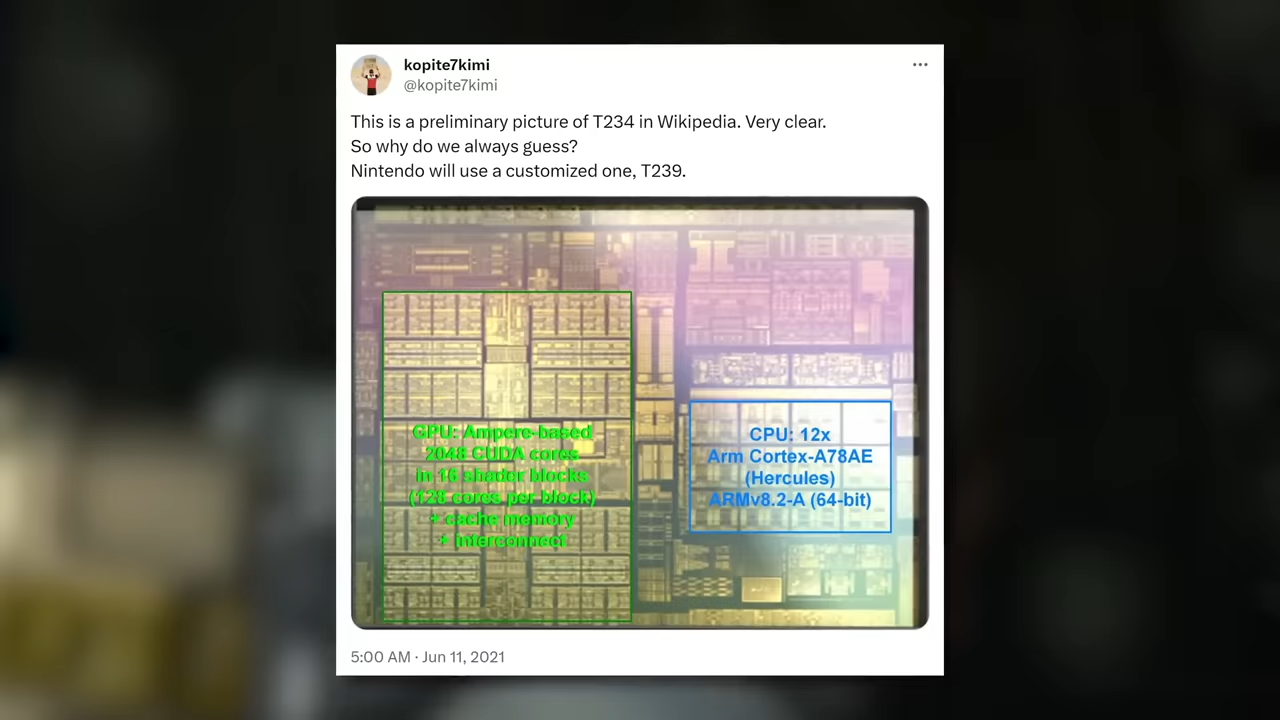 kopite7kimi
@kopite7kimi
This is a preliminary picture of T234 in Wikipedia. Very clear.
So why do we always guess?
Nintendo will use a customized one, T239.
GPU: Ampere-based
2048 CUDA cores
in 16 shader blocks
(128 cores per block)
+ cache memory
+ interconnect
CPU: 12x
Arm Cortex-A78AE
(Hercules)
ARMv8.2-A (64-bit)
5:00 AM · Jun 11, 2021